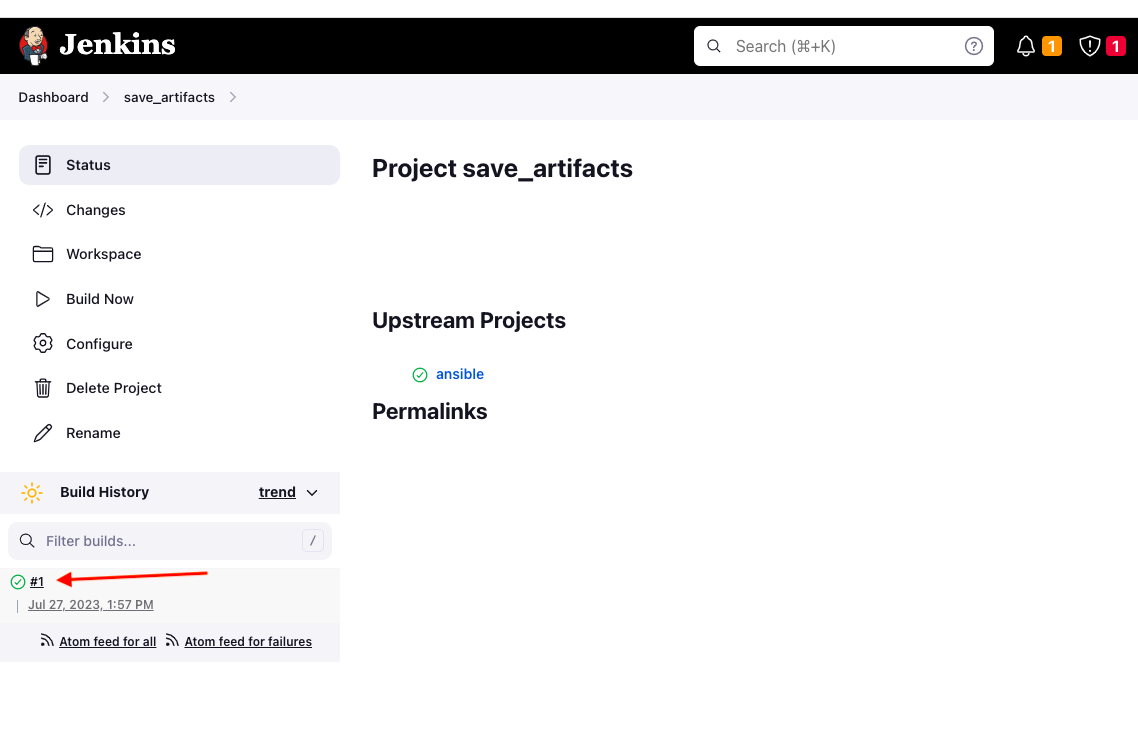 Jenkins
Search (⌘+K)
?
1
1
Dashboard
save_artifacts
Status
Changes
Workspace
Build Now
Configure
Delete Project
Rename
Build History
trend
Filter builds...
/
#1
Jul 27, 2023, 1:57 PM
Atom feed for all
Atom feed for failures
Project save_artifacts
Upstream Projects
ansible
Permalinks